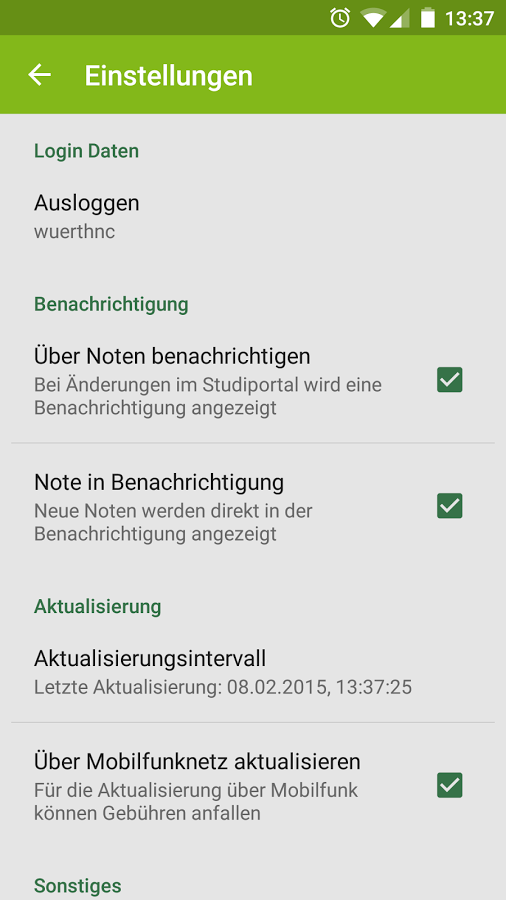 13:37
Einstellungen
Login Daten
Ausloggen
wuerthnc
Benachrichtigung
Über Noten benachrichtigen
Bei Änderungen im Studiportal wird eine
Benachrichtigung angezeigt
Note in Benachrichtigung
Neue Noten werden direkt in der
Benachrichtigung angezeigt
Aktualisierung
Aktualisierungsintervall
Letzte Aktualisierung: 08.02.2015, 13:37:25
Über Mobilfunknetz aktualisieren
Für die Aktualisierung über Mobilfunk
können Gebühren anfallen
Sonstiges